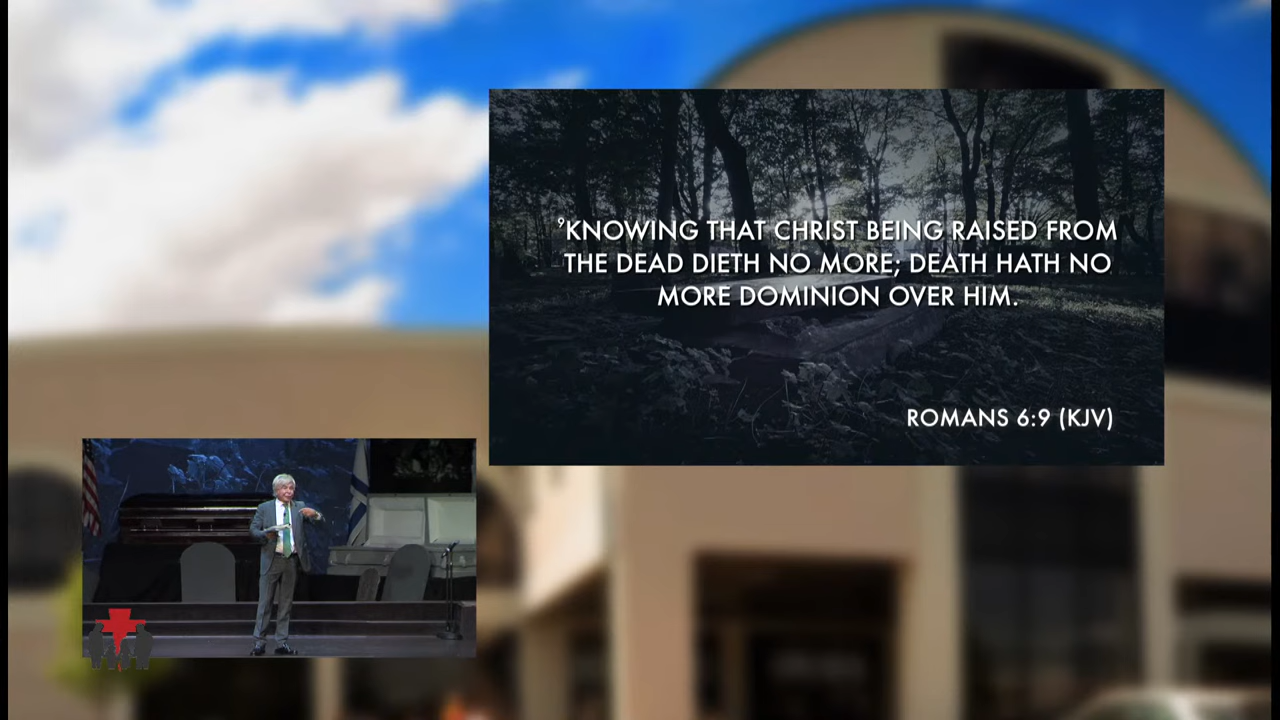 ⁹KNOWING THAT CHRIST BEING RAISED FROM
THE DEAD DIETH NO MORE; DEATH HATH NO
MORE DOMINION OVER HIM.
ROMANS 6:9 (KJV)